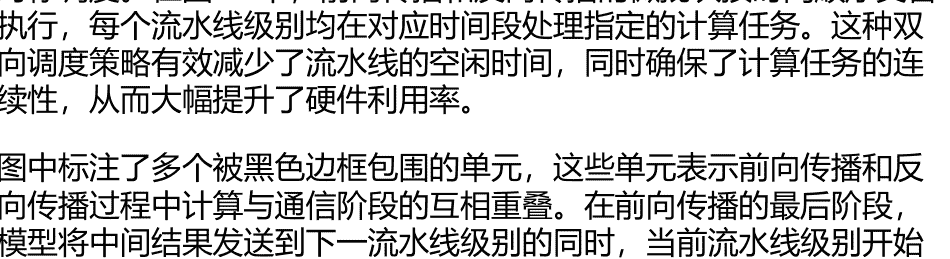 执行，每个流水线级别均在对应时间段处理指定的计算任务。这种双
向调度策略有效减少了流水线的空闲时间，同时确保了计算任务的连
续性，从而大幅提升了硬件利用率。
图中标注了多个被黑色边框包围的单元，这些单元表示前向传播和反
向传播过程中计算与通信阶段的互相重叠。在前向传播的最后阶段，
模型将中间结果发送到下一流水线级别的同时，当前流水线级别开始